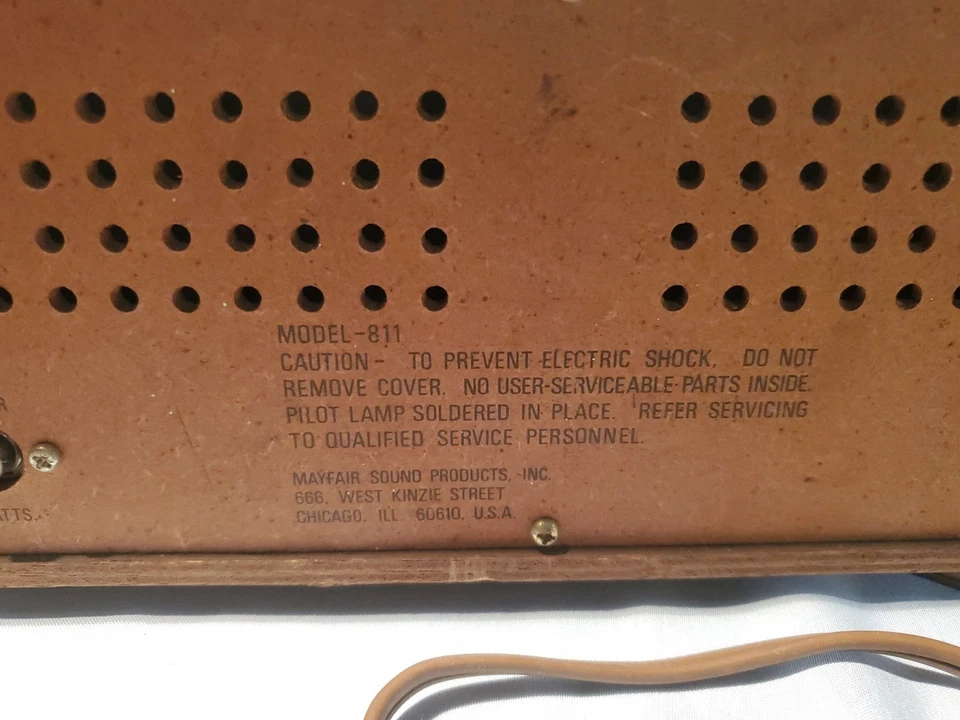 MODEL-811
CAUTION - TO PREVENT ELECTRIC SHOCK, DO NOT
REMOVE COVER. NO USER-SERVICEABLE PARTS INSIDE.
PILOT LAMP SOLDERED IN PLACE. REFER SERVICING
TO QUALIFIED SERVICE PERSONNEL.
MAYFAIR SOUND PRODUCTS, INC.
666, WEST KINZIE STREET
CHICAGO, ILL. 60610, U.S.A.